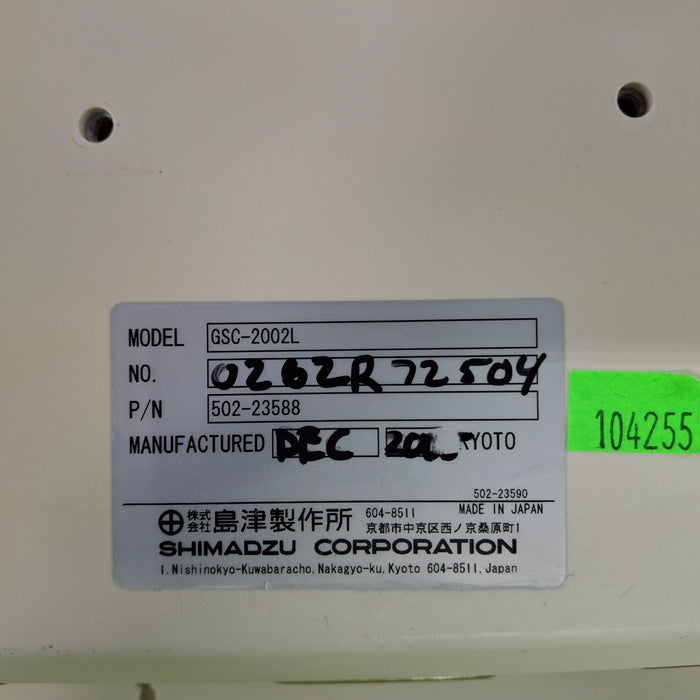 MODEL GSC-2002L
NO. 0262R72504
P/N 502-23588
MANUFACTURED DEC KYOTO
104255
502-23590
MADE IN JAPAN
株式会社 島津製作所 604-8511
京都市中京区西ノ京桑原町1
SHIMADZU CORPORATION
1, Nishinokyo-Kuwabaracho, Nakagyo-ku, Kyoto 604-8511, Japan